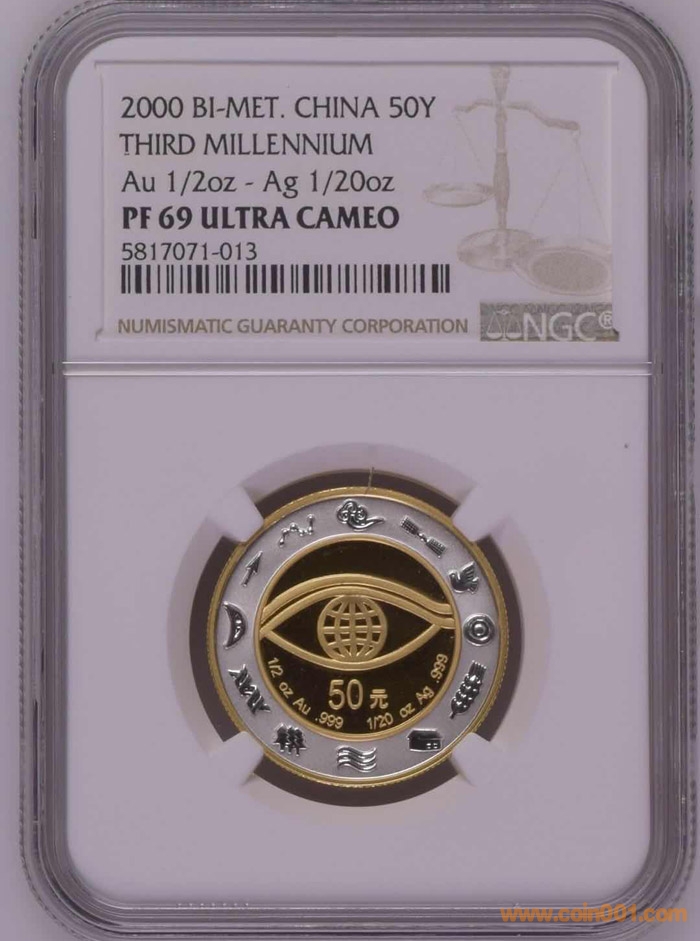 2000 BI-MET. CHINA 50Y
THIRD MILLENNIUM
Au 1/2oz - Ag 1/20oz
PF 69 ULTRA CAMEO
5817071-013
NUMISMATIC GUARANTY CORPORATION
NGC®
50元
1/2 oz Au .999 1/20 oz Ag .999
www.coin001.com